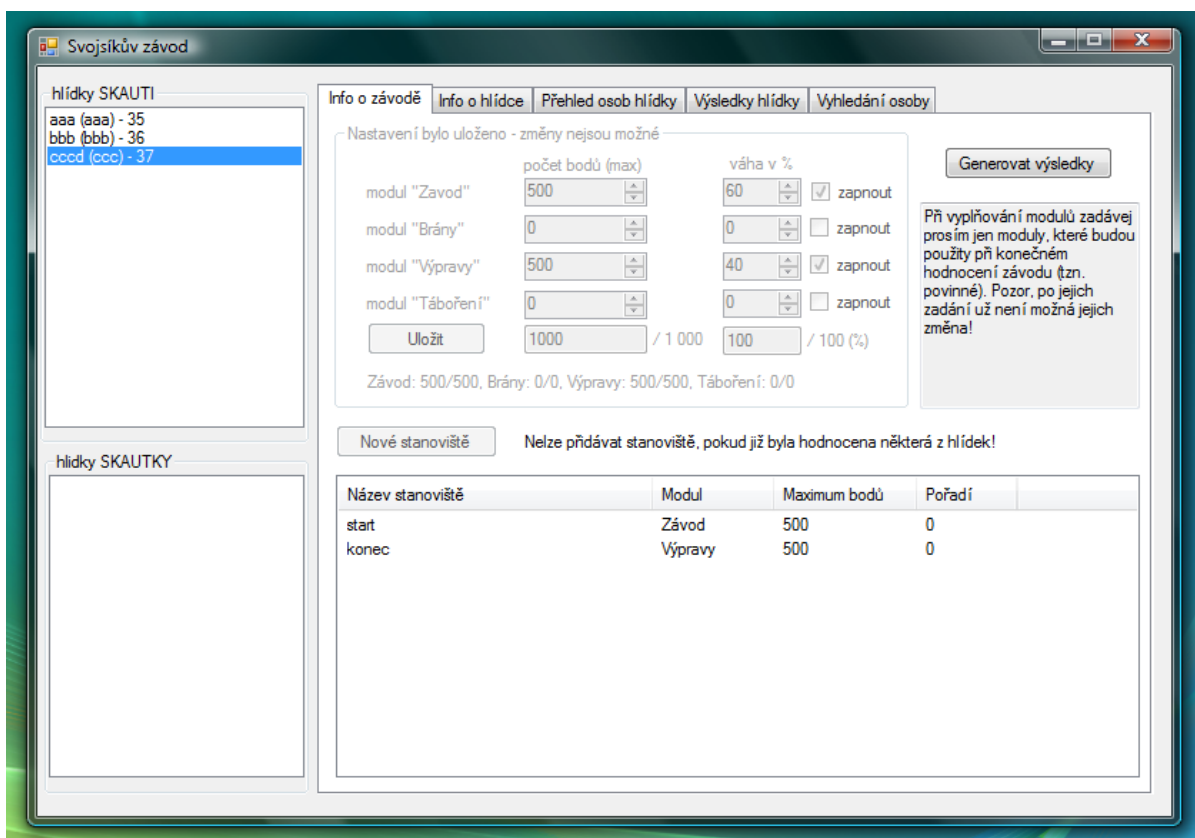 Svojsíkův závod
hlídky SKAUTI
aaa (aaa) - 35
bbb (bbb) - 36
cccd (ccc) - 37
hlidky SKAUTKY
Info o závodě Info o hlídce Přehled osob hlídky Výsledky hlídky Vyhledání osoby
Nastavení bylo uloženo - změny nejsou možné
počet bodů (max) váha v %
modul "Zavod" 500 60 zapnout
modul "Brány" 0 0 zapnout
modul "Výpravy" 500 40 zapnout
modul "Táboření" 0 0 zapnout
Uložit 1000 / 1 000 100 / 100 (%)
Závod: 500/500, Brány: 0/0, Výpravy: 500/500, Táboření: 0/0
Generovat výsledky
Při vyplňování modulů zadávej
prosím jen moduly, které budou
použity při konečném
hodnocení závodu (tzn.
povinné). Pozor, po jejich
zadání už není možná jejich
změna!
Nové stanoviště Nelze přidávat stanoviště, pokud již byla hodnocena některá z hlídek!
Název stanoviště Modul Maximum bodů Pořadí
start Závod 500 0
konec Výpravy 500 0